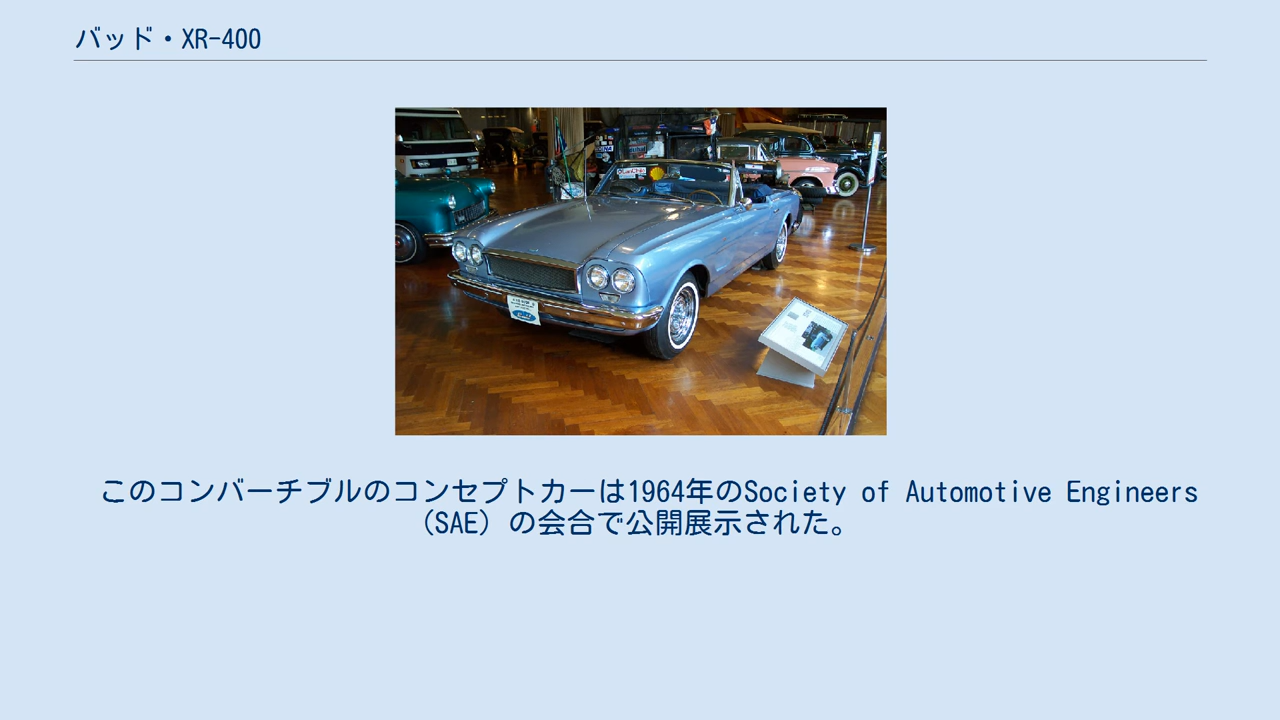 バッド・XR-400
このコンバーチブルのコンセプトカーは1964年のSociety of Automotive Engineers
（SAE）の会合で公開展示された。